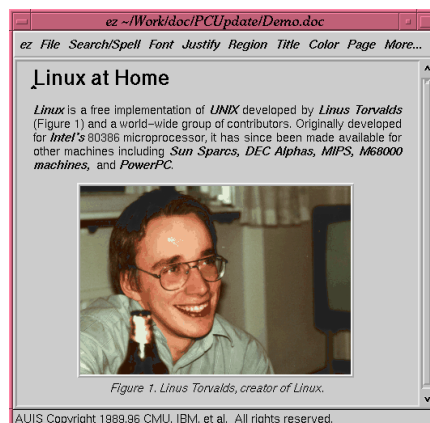 ez ~/Work/doc/PCUpdate/Demo.doc
ez File Search/Spell Font Justify Region Title Color Page More...
Linux at Home
Linux is a free implementation of UNIX developed by Linus Torvalds
(Figure 1) and a world-wide group of contributors. Originally developed
for Intel's 80386 microprocessor, it has since been made available for
other machines including Sun Sparcs, DEC Alphas, MIPS, M68000
machines, and PowerPC.
Figure 1. Linus Torvalds, creator of Linux.
AUIS Copyright 1989,96 CMU, IBM, et al. All rights reserved.